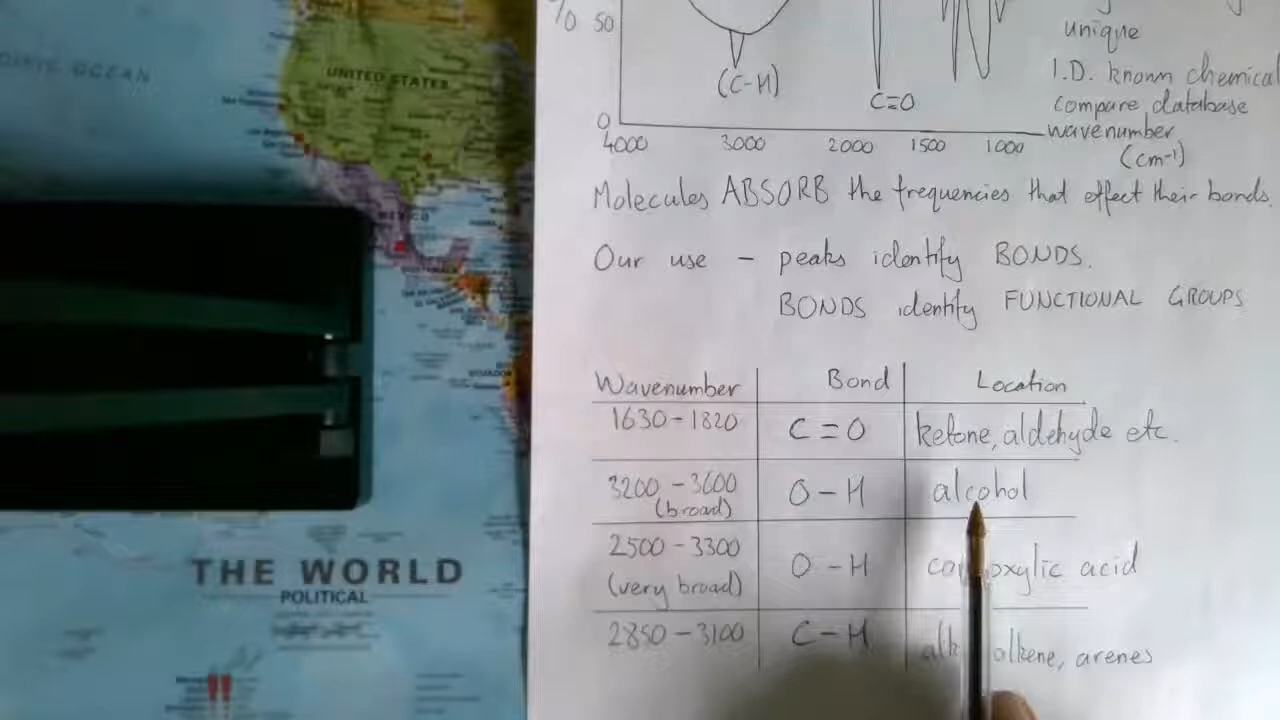 % 50
unique
I.D. known chemical
(C-H)
C=O
compare database
0
wavenumber
4000 3000 2000 1500 1000
(cm-1)
Molecules ABSORB the frequencies that effect their bonds.
Our use - peaks identify BONDS.
BONDS identify FUNCTIONAL GROUPS
Wavenumber Bond Location
1630-1820 C=O ketone, aldehyde etc.
3200-3600 O-H alcohol
(broad)
2500-3300 O-H acid
(very broad)
2850-3100 C-H arenes
OCEAN
UNITED STATES
MEXICO
ECUADOR
THE WORLD
POLITICAL